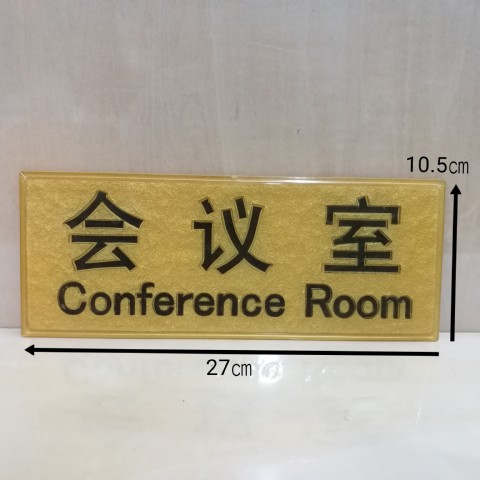 10.5㎝
会议室
Conference Room
27㎝